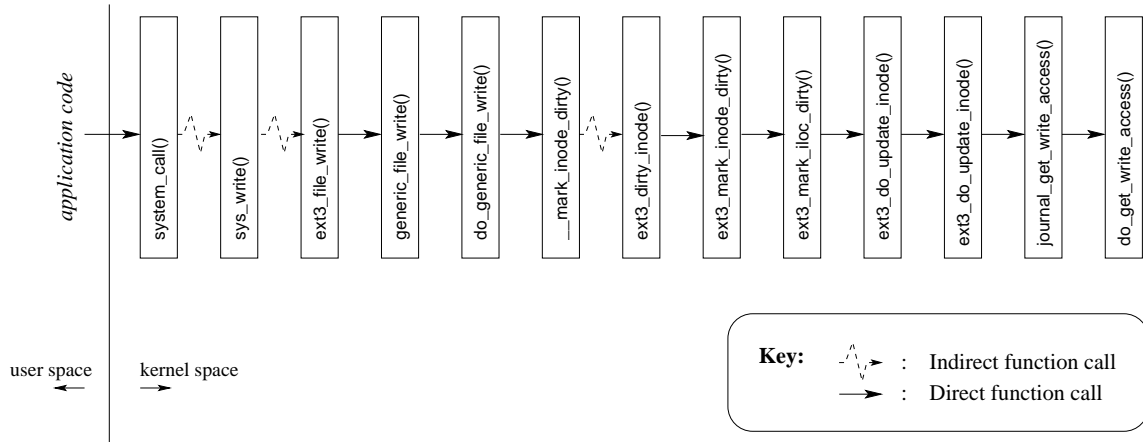 application code
system_call()
sys_write()
ext3_file_write()
generic_file_write()
do_generic_file_write()
__mark_inode_dirty()
ext3_dirty_inode()
ext3_mark_inode_dirty()
ext3_mark_iloc_dirty()
ext3_do_update_inode()
ext3_do_update_inode()
journal_get_write_access()
do_get_write_access()
user space
kernel space
Key:
: Indirect function call
: Direct function call